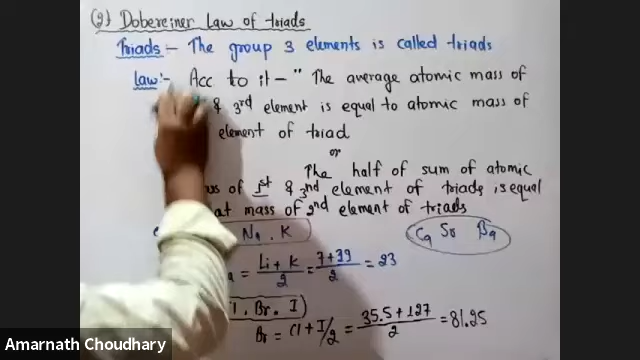 (2) Dobereiner Law of triads
Triads:- The group 3 elements is called triads
Law:- Acc to it - " The average atomic mass of
& 3rd element is equal to atomic mass of
element of triad
or
The half of sum of atomic
of 1st & 3nd element of triads is equal
at mass of 2nd element of triads
Na. K
Ca Sr Ba
= Li + K / 2 = 7 + 39 / 2 = 23
Br. I
Br = Cl + I/2 = 35.5 + 127 / 2 = 81.25
Amarnath Choudhary